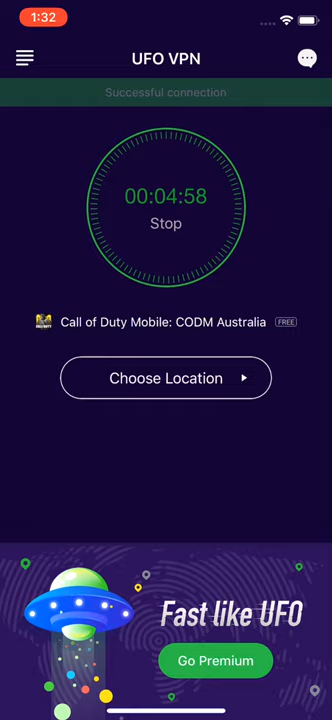 1:32
UFO VPN
Successful connection
00:04:58
Stop
Call of Duty Mobile: CODM Australia FREE
Choose Location
Fast like UFO
Go Premium